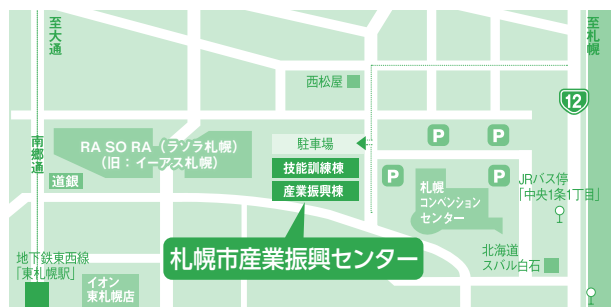 至大通
至札幌
西松屋
12
南郷通
RA SO RA（ラソラ札幌）
（旧：イーアス札幌）
駐車場
P
P
道銀
技能訓練棟
産業振興棟
P
P
札幌
コンベンション
センター
JRバス停
「中央1条1丁目」
札幌市産業振興センター
地下鉄東西線
「東札幌駅」
イオン
東札幌店
北海道
スバル白石